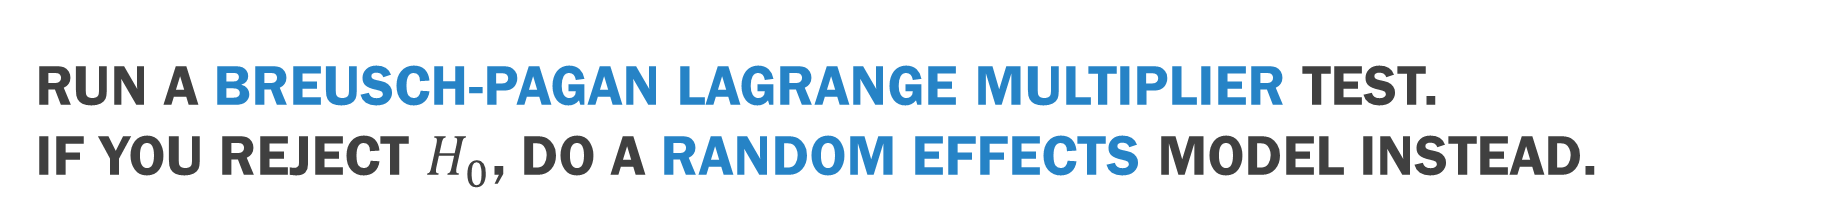 RUN A BREUSCH-PAGAN LAGRANGE MULTIPLIER TEST.
IF YOU REJECT H₀, DO A RANDOM EFFECTS MODEL INSTEAD.